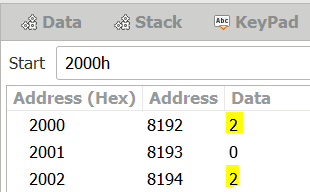 Data Stack Abc KeyPad
Start 2000h
Address (Hex) Address Data
2000 8192 2
2001 8193 0
2002 8194 2